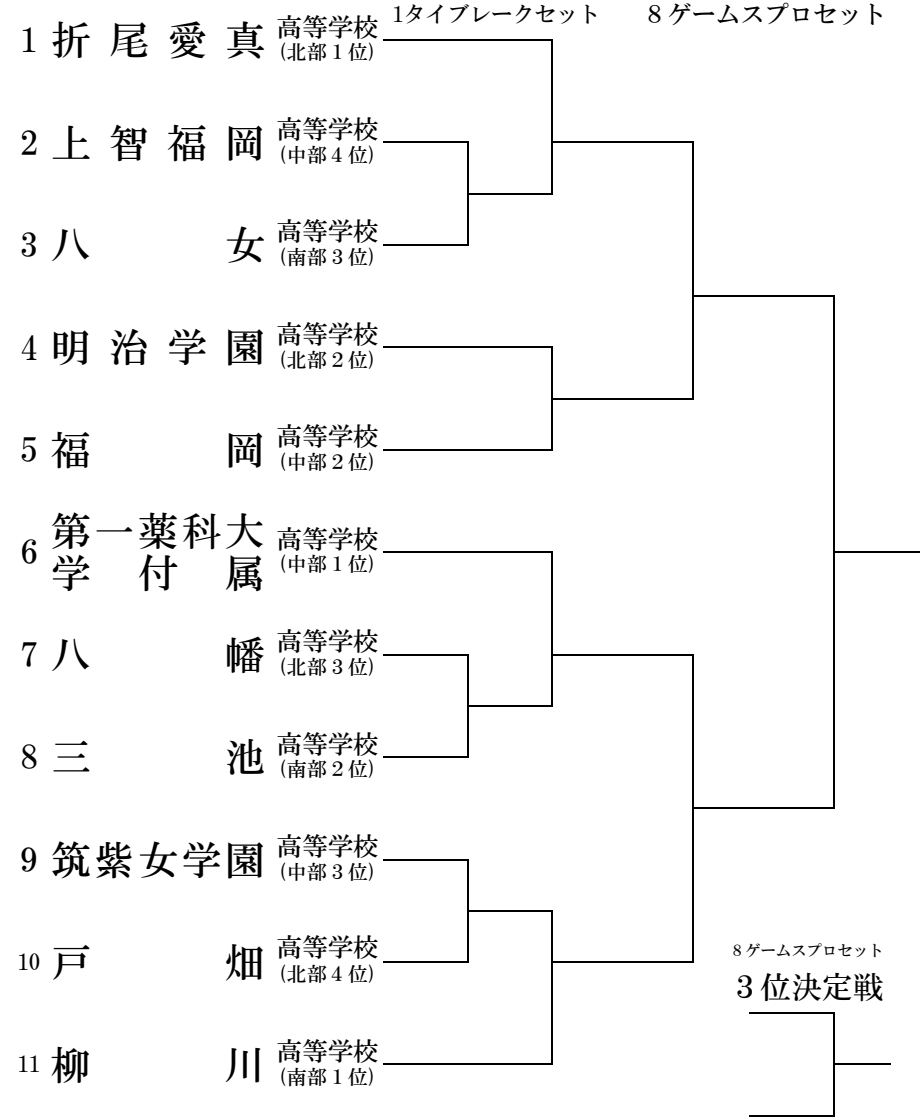 1タイブレークセット 8ゲームスプロセット
1 折尾愛真 高等学校
(北部1位)
2 上智福岡 高等学校
(中部4位)
3 八女 高等学校
(南部3位)
4 明治学園 高等学校
(北部2位)
5 福岡 高等学校
(中部2位)
6 第一薬科大
学付属 高等学校
(中部1位)
7 八幡 高等学校
(北部3位)
8 三池 高等学校
(南部2位)
9 筑紫女学園 高等学校
(中部3位)
10 戸畑 高等学校
(北部4位)
11 柳川 高等学校
(南部1位)
8ゲームスプロセット
3位決定戦